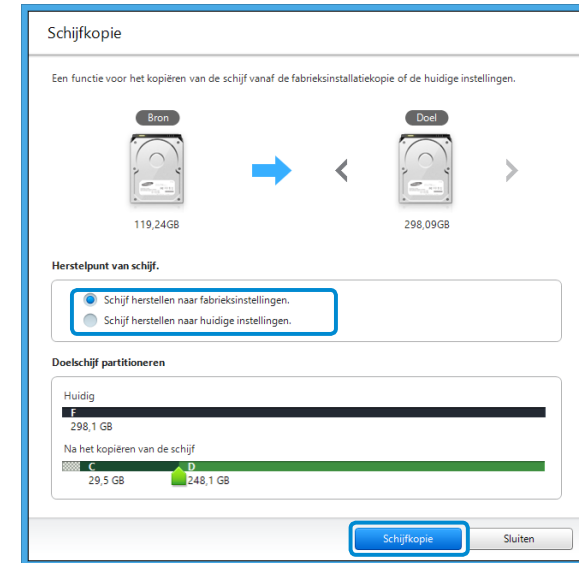 Schijfkopie
Een functie voor het kopiëren van de schijf vanaf de fabrieksinstallatiekopie of de huidige instellingen.
Bron
Doel
119,24GB
298,09GB
Herstelpunt van schijf.
Schijf herstellen naar fabrieksinstellingen.
Schijf herstellen naar huidige instellingen.
Doelschijf partitioneren
Huidig
F
298,1 GB
Na het kopiëren van de schijf
C D
29,5 GB 248,1 GB
Schijfkopie Sluiten